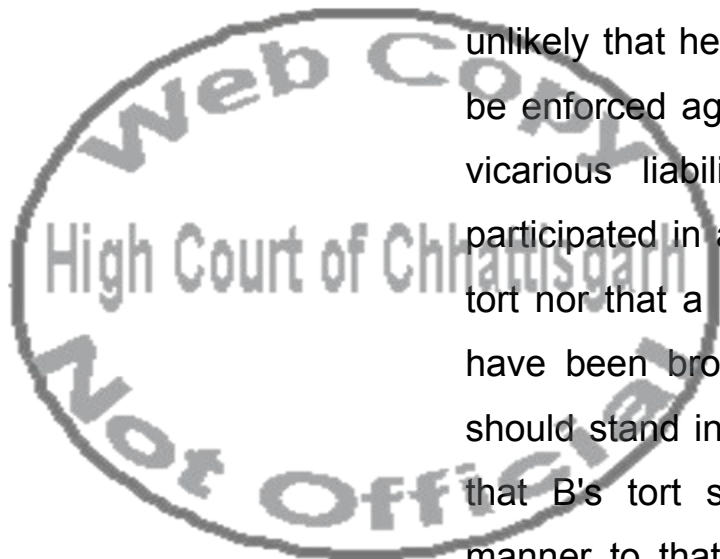 Web Copy
High Court of Chhattisgarh
Not Official
unlikely that he
be enforced ag
vicarious liabili
participated in a
tort nor that a
have been bro
should stand in
that B's tort s
manner to that